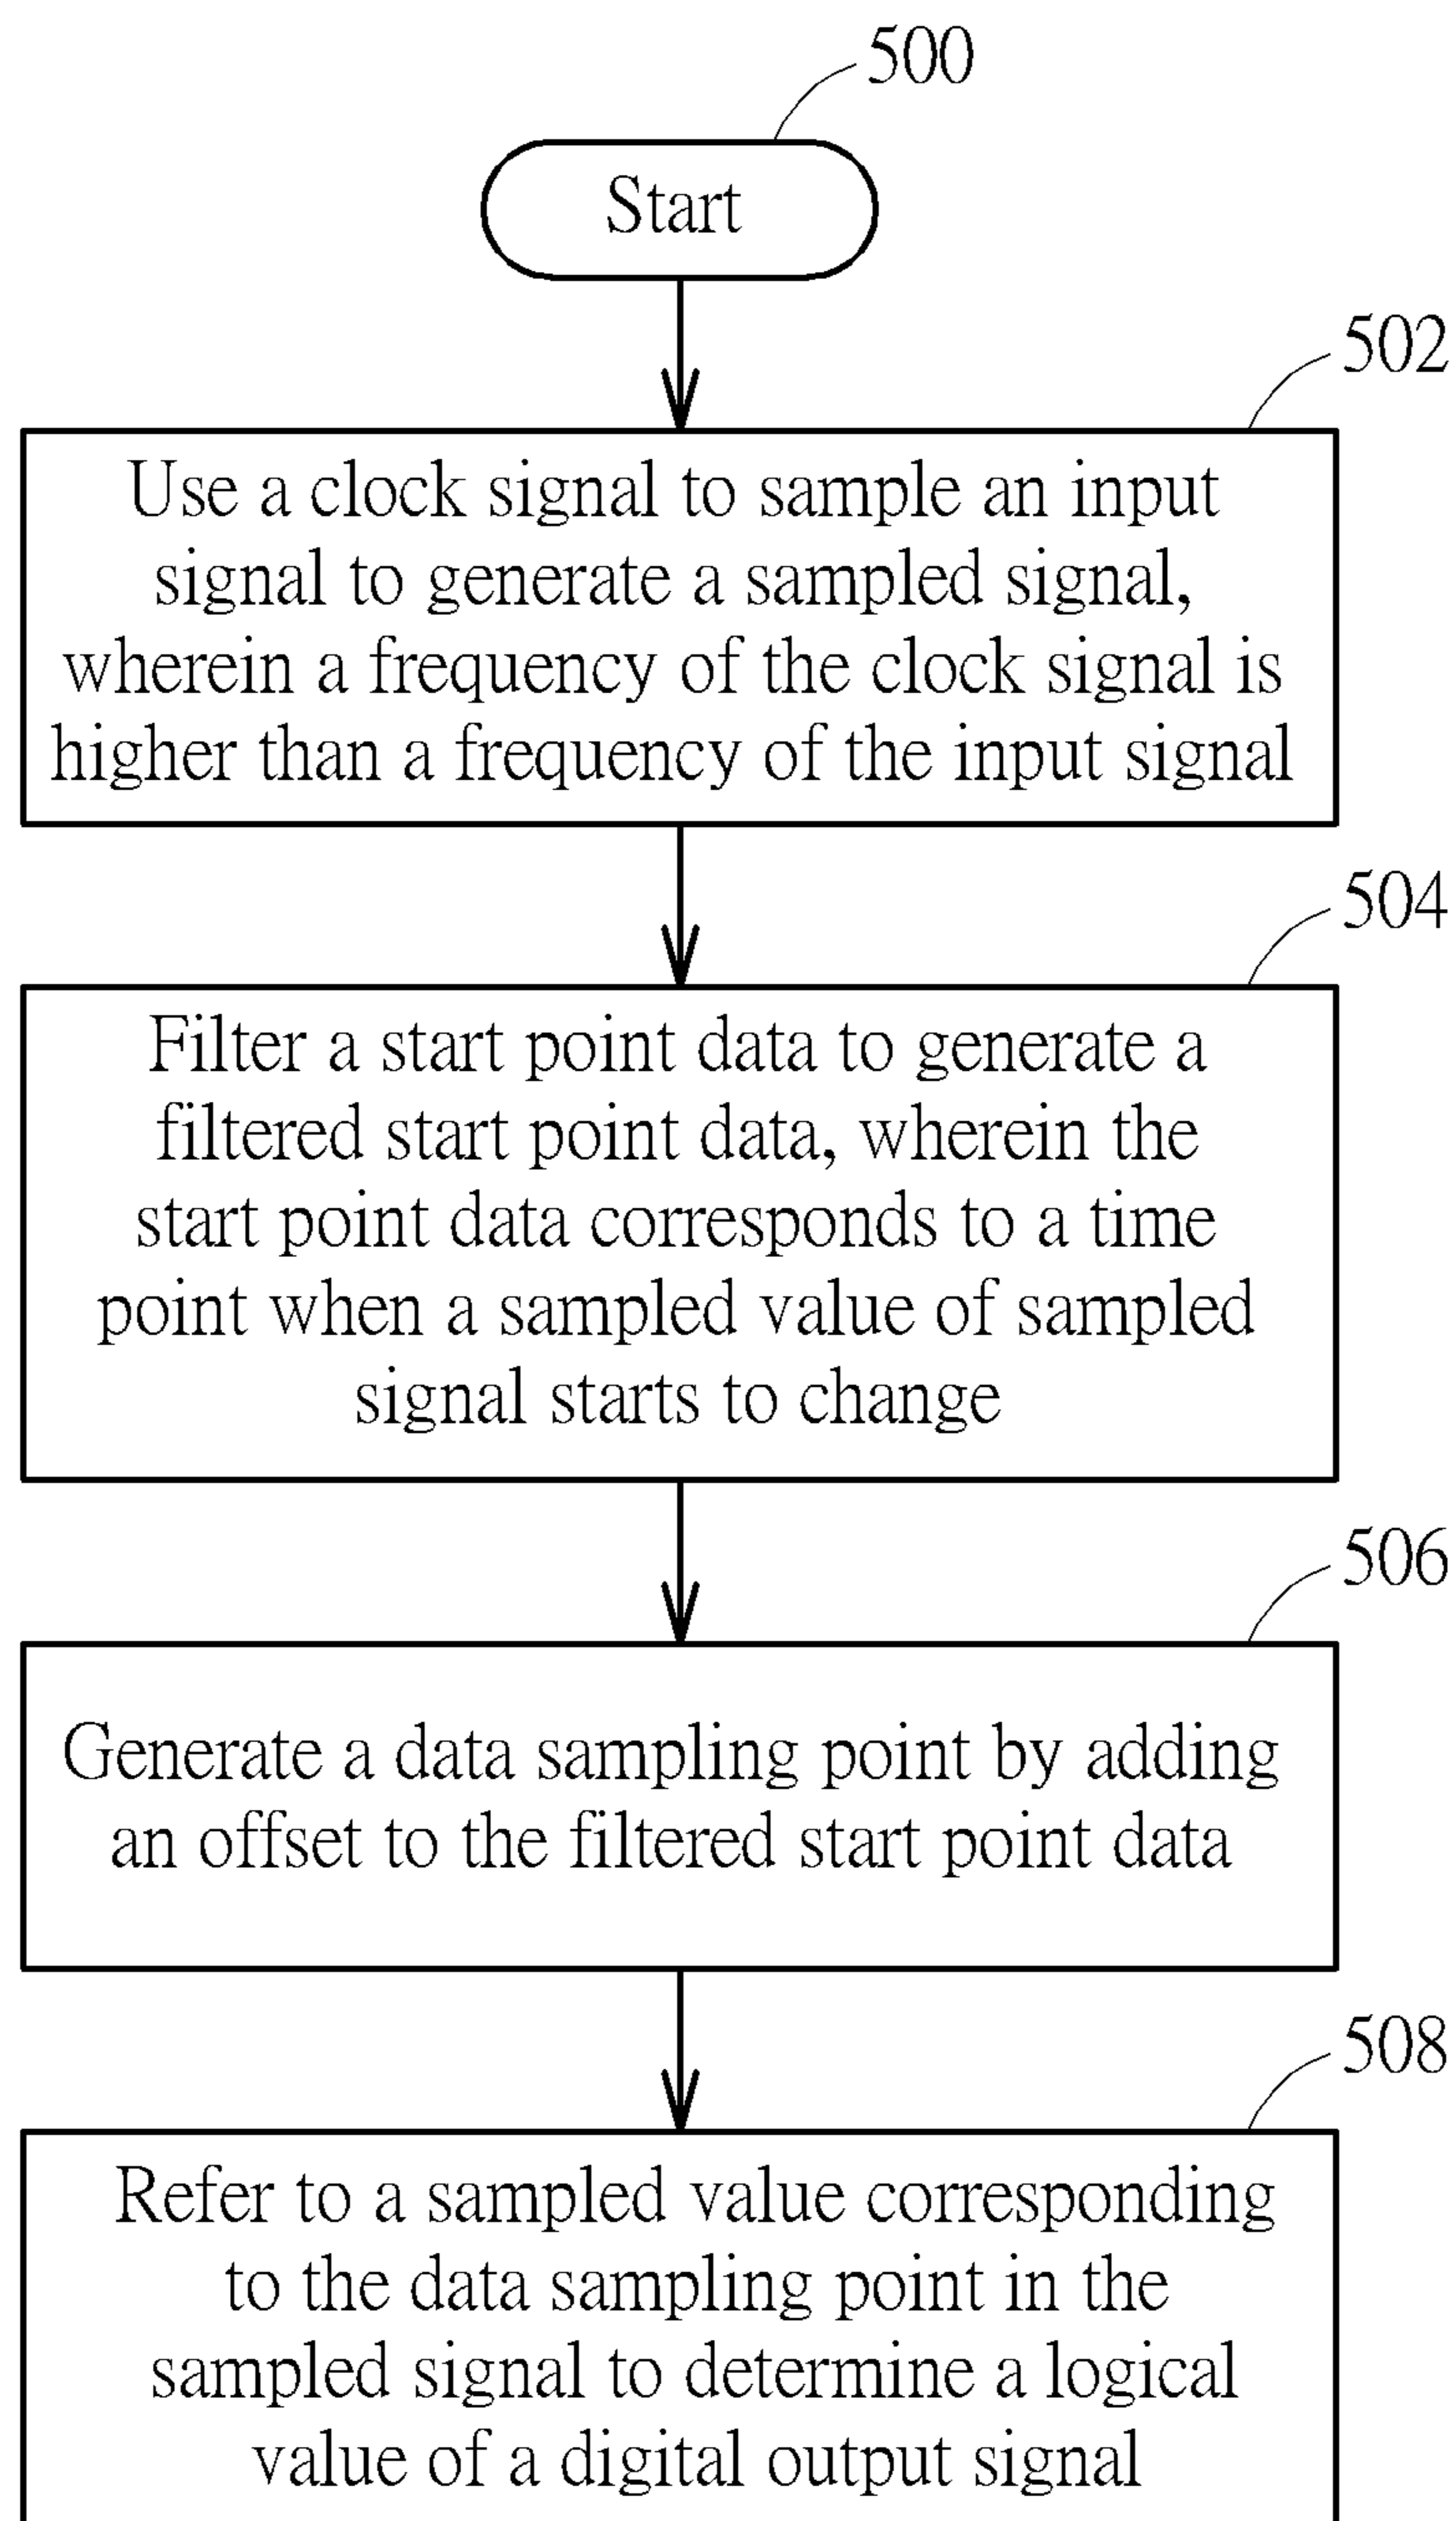 500
Start
502
Use a clock signal to sample an input
signal to generate a sampled signal,
wherein a frequency of the clock signal is
higher than a frequency of the input signal
504
Filter a start point data to generate a
filtered start point data, wherein the
start point data corresponds to a time
point when a sampled value of sampled
signal starts to change
506
Generate a data sampling point by adding
an offset to the filtered start point data
508
Refer to a sampled value corresponding
to the data sampling point in the
sampled signal to determine a logical
value of a digital output signal